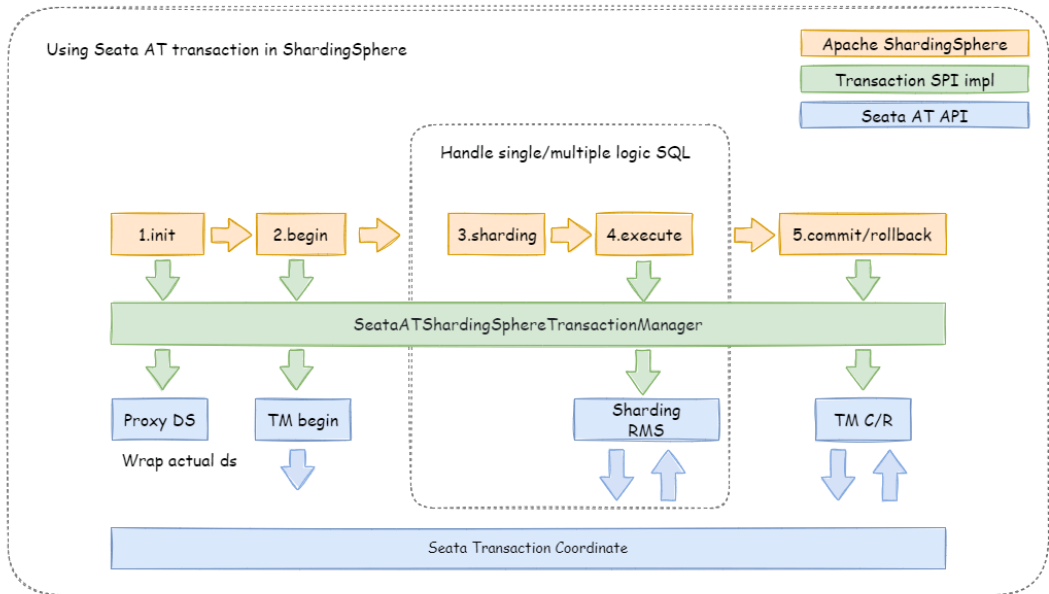 Using Seata AT transaction in ShardingSphere
Apache ShardingSphere
Transaction SPI impl
Seata AT API
Handle single/multiple logic SQL
1.init
2.begin
3.sharding
4.execute
5.commit/rollback
SeataATShardingSphereTransactionManager
Proxy DS
TM begin
Sharding
RMS
TM C/R
Wrap actual ds
Seata Transaction Coordinate